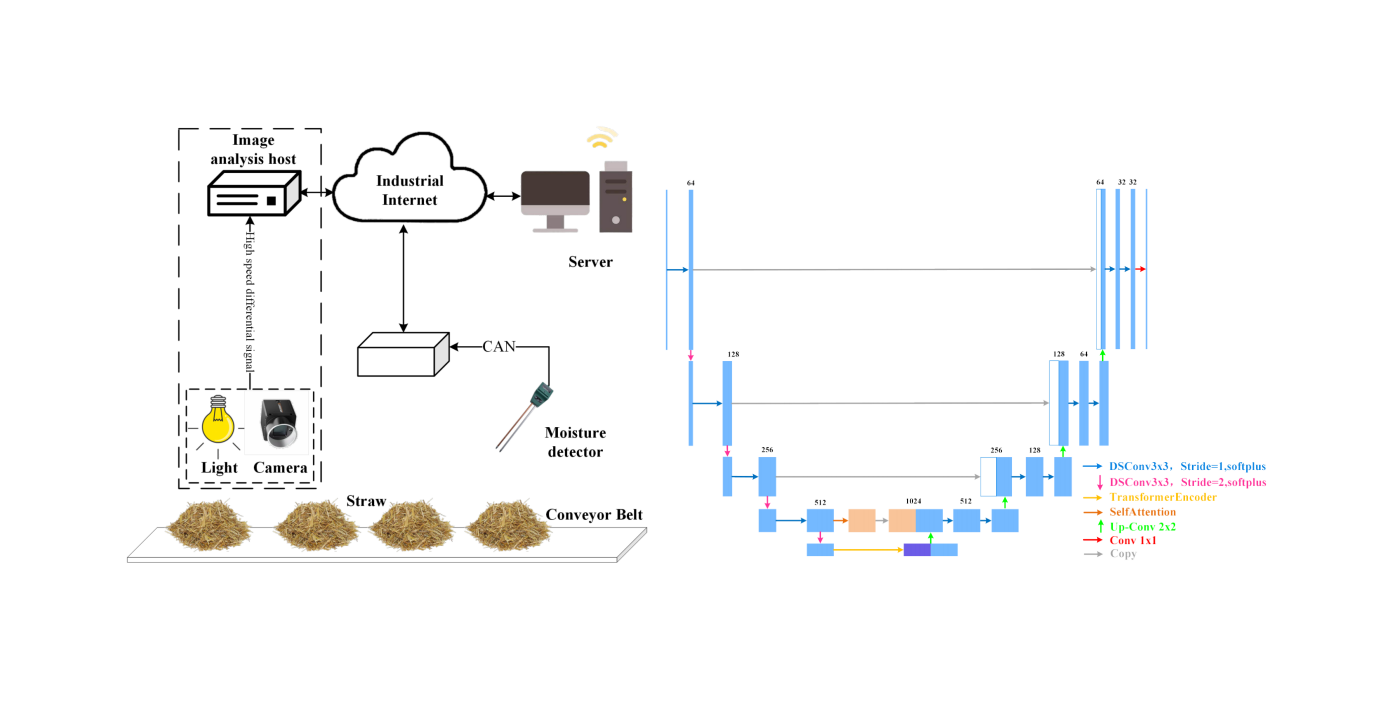 Image
analysis host
Industrial
Internet
Server
High speed differential signal
CAN
Moisture
detector
Light
Camera
Straw
Conveyor Belt
64
128
256
512
1024
512
256
128
128
64
64
32
32
DSConv3x3，Stride=1,softplus
DSConv3x3，Stride=2,softplus
TransformerEncoder
SelfAttention
Up-Conv 2x2
Conv 1x1
Copy